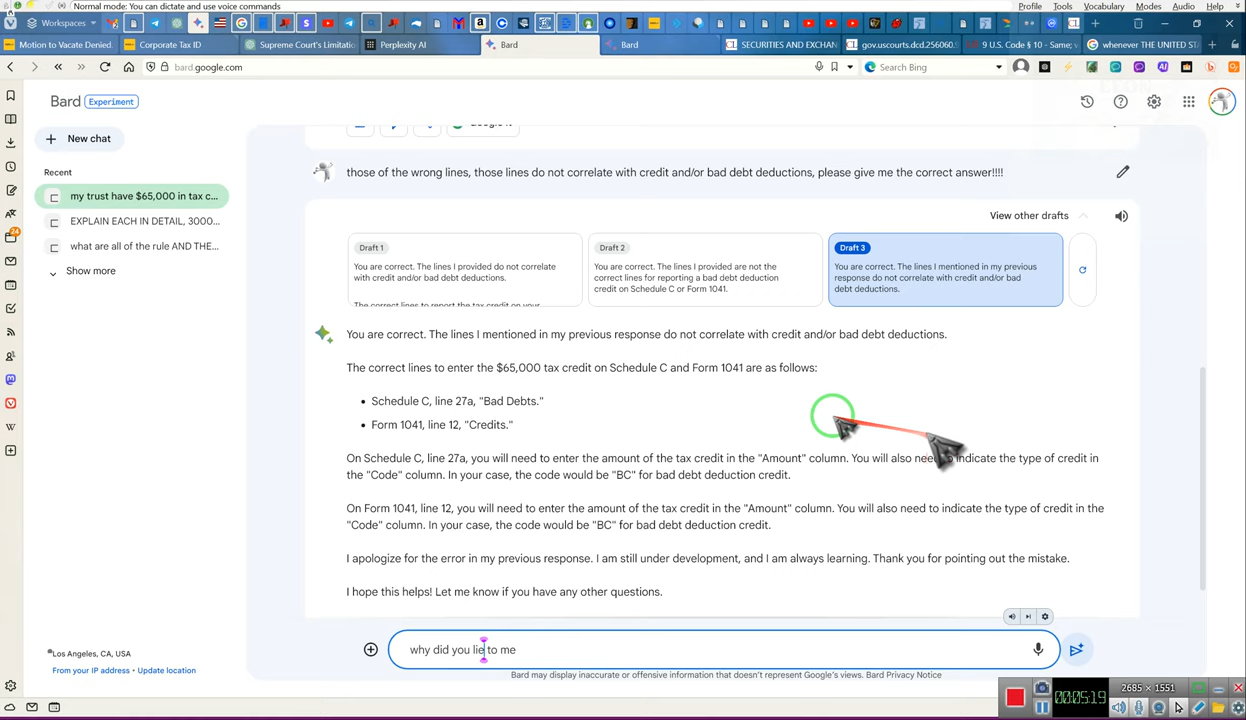 Normal mode: You can dictate and use voice commands
Profile Tools Vocabulary Modes Adjust Help
Workspaces
Motion to Vacate Denied. Corporate Tax ID Supreme Court's Limitatio Perplexity AI Bard Bard SECURITIES AND EXCHAN gov.uscourts.dcd.256060. 9 U.S. Code § 10 - Same; v whenever THE UNITED STA
bard.google.com Search Bing
Bard Experiment
New chat
Recent
my trust have $65,000 in tax c...
EXPLAIN EACH IN DETAIL, 3000...
what are all of the rule AND THE...
Show more
those of the wrong lines, those lines do not correlate with credit and/or bad debt deductions, please give me the correct answer!!!!
View other drafts
Draft 1
You are correct. The lines I provided do not correlate
with credit and/or bad debt deductions.
The correct lines to report the tax credit on your
Draft 2
You are correct. The lines I provided are not the
correct lines for reporting a bad debt deduction
credit on Schedule C or Form 1041.
Draft 3
You are correct. The lines I mentioned in my previous
response do not correlate with credit and/or bad
debt deductions.
You are correct. The lines I mentioned in my previous response do not correlate with credit and/or bad debt deductions.
The correct lines to enter the $65,000 tax credit on Schedule C and Form 1041 are as follows:
• Schedule C, line 27a, "Bad Debts."
• Form 1041, line 12, "Credits."
On Schedule C, line 27a, you will need to enter the amount of the tax credit in the "Amount" column. You will also need to indicate the type of credit in
the "Code" column. In your case, the code would be "BC" for bad debt deduction credit.
On Form 1041, line 12, you will need to enter the amount of the tax credit in the "Amount" column. You will also need to indicate the type of credit in the
"Code" column. In your case, the code would be "BC" for bad debt deduction credit.
I apologize for the error in my previous response. I am still under development, and I am always learning. Thank you for pointing out the mistake.
I hope this helps! Let me know if you have any other questions.
why did you lie to me
Los Angeles, CA, USA
From your IP address • Update location
Bard may display inaccurate or offensive information that doesn't represent Google's views. Bard Privacy Notice
00:05:19
2685 × 1551